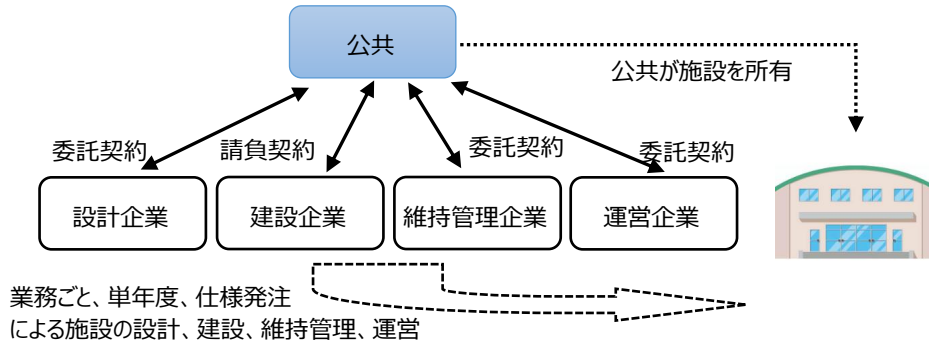 公共
公共が施設を所有
委託契約
請負契約
委託契約
委託契約
設計企業
建設企業
維持管理企業
運営企業
業務ごと、単年度、仕様発注
による施設の設計、建設、維持管理、運営